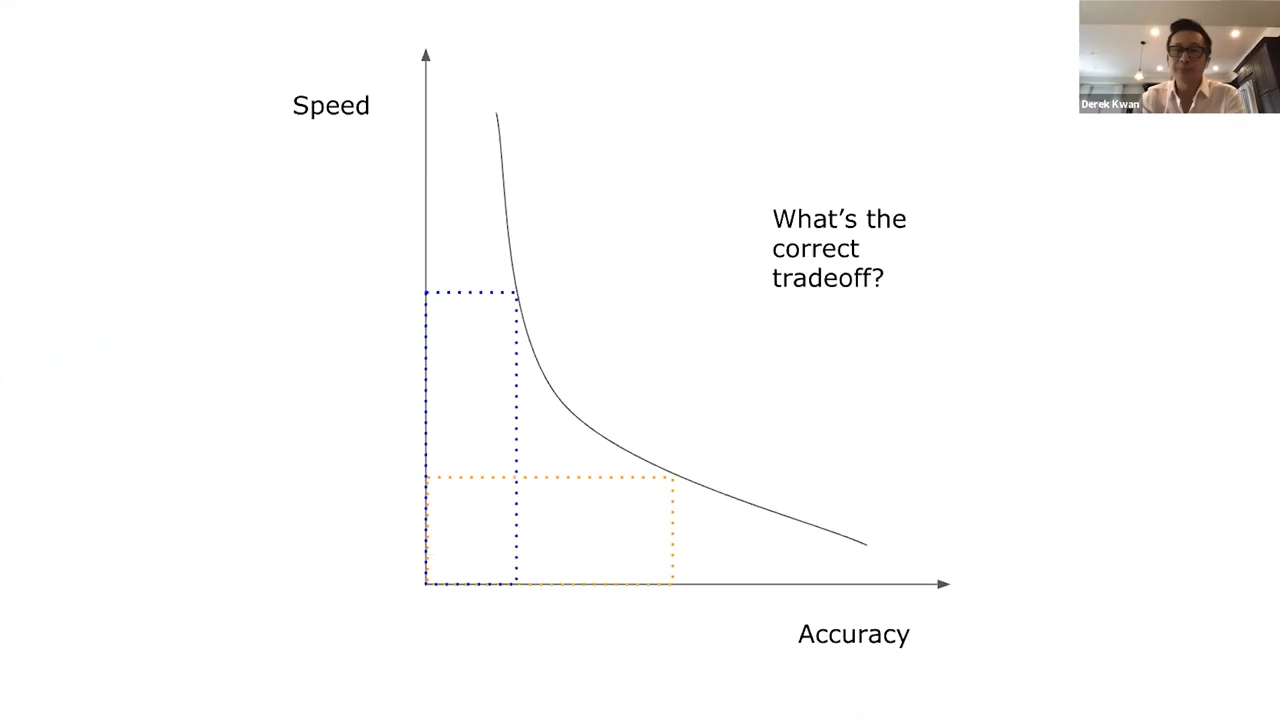 Speed
Derek Kwan
What’s the
correct
tradeoff?
Accuracy